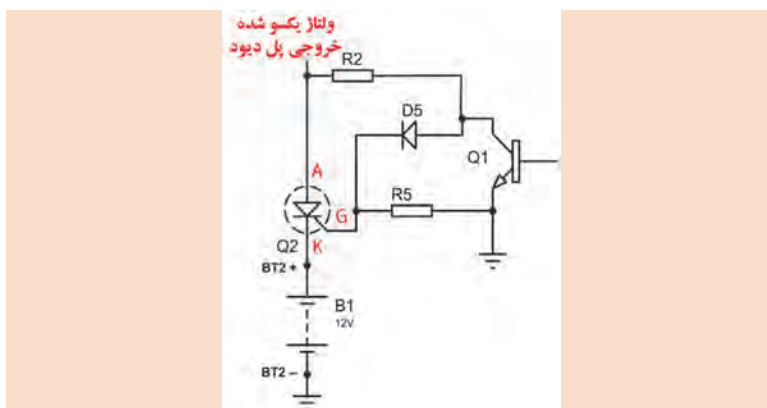 ولتاژ یکسو شده
خروجی پل دیود
R2
D5
Q1
A
R5
G
Q2
K
BT2 +
B1
12V
BT2 –